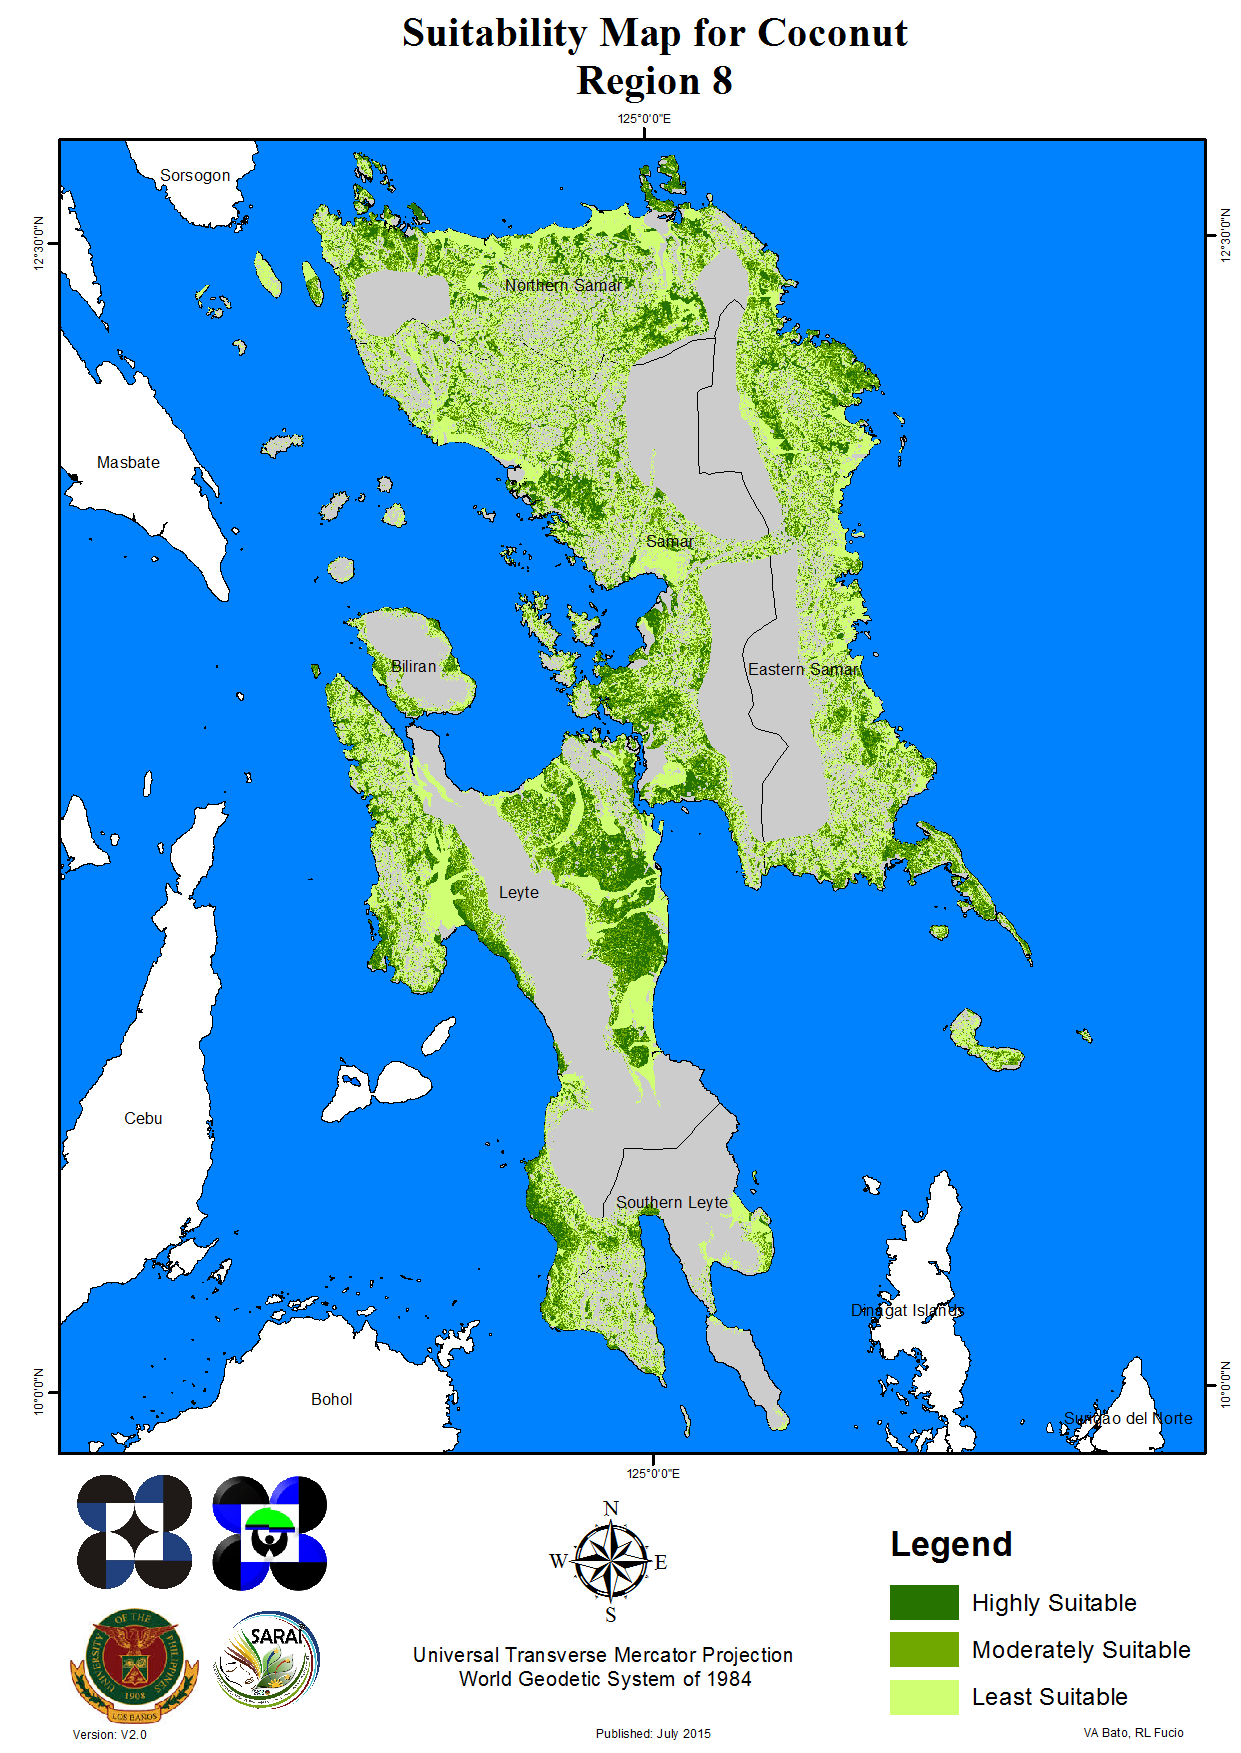 Suitability Map for Coconut
Region 8
125°0'0"E
12°30'0"N
12°30'0"N
Sorsogon
Northern Samar
Masbate
Samar
Biliran
Eastern Samar
Leyte
Cebu
Southern Leyte
Dinagat Islands
10°0'0"N
10°0'0"N
Bohol
Surigao del Norte
125°0'0"E
N
W
E
S
Legend
Highly Suitable
Moderately Suitable
Least Suitable
UNIVERSITY OF THE PHILIPPINES
1908
LOS BAÑOS
SARAI
Universal Transverse Mercator Projection
World Geodetic System of 1984
Version: V2.0
Published: July 2015
VA Bato, RL Fucio